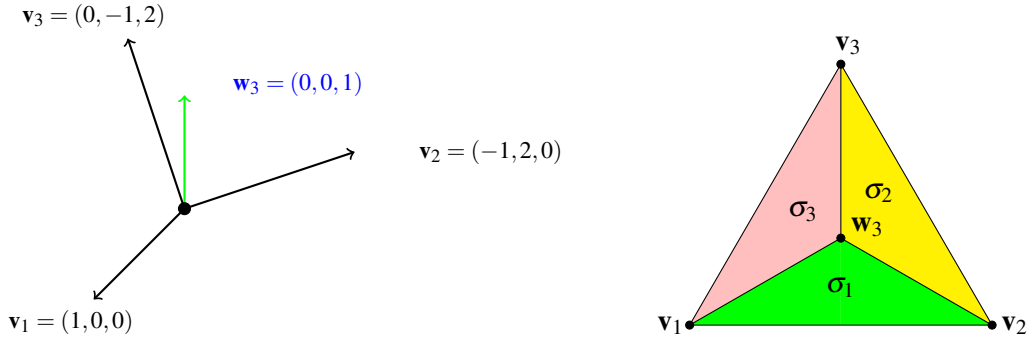 v₃ = (0,−1,2)
w₃ = (0,0,1)
v₂ = (−1,2,0)
v₁ = (1,0,0)
v₃
σ₃
σ₂
w₃
σ₁
v₁
v₂